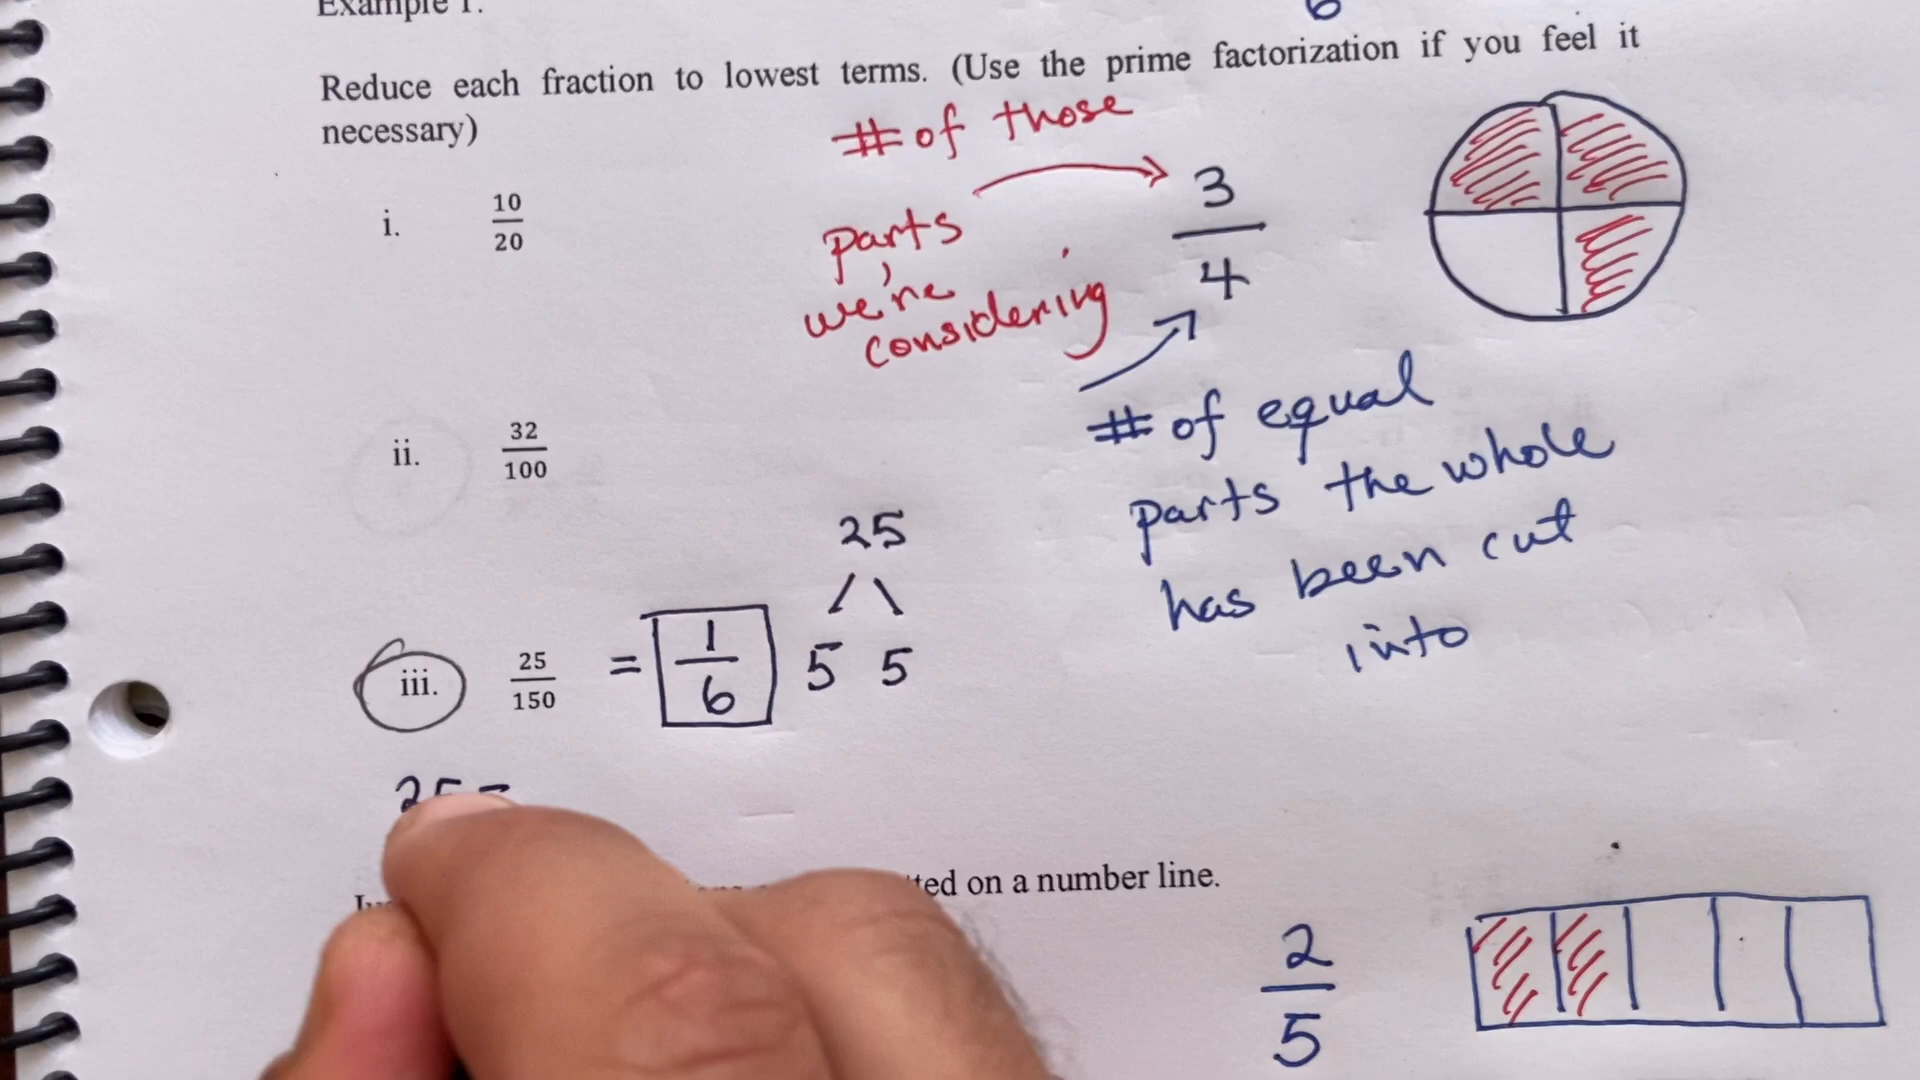 Example 1.
6
Reduce each fraction to lowest terms. (Use the prime factorization if you feel it
necessary)
# of those
parts
we're
considering
3
4
i. 10
20
# of equal
parts the whole
has been cut
into
ii. 32
100
25
5 5
iii. 25
150
= 1
6
25 =
on a number line.
2
5